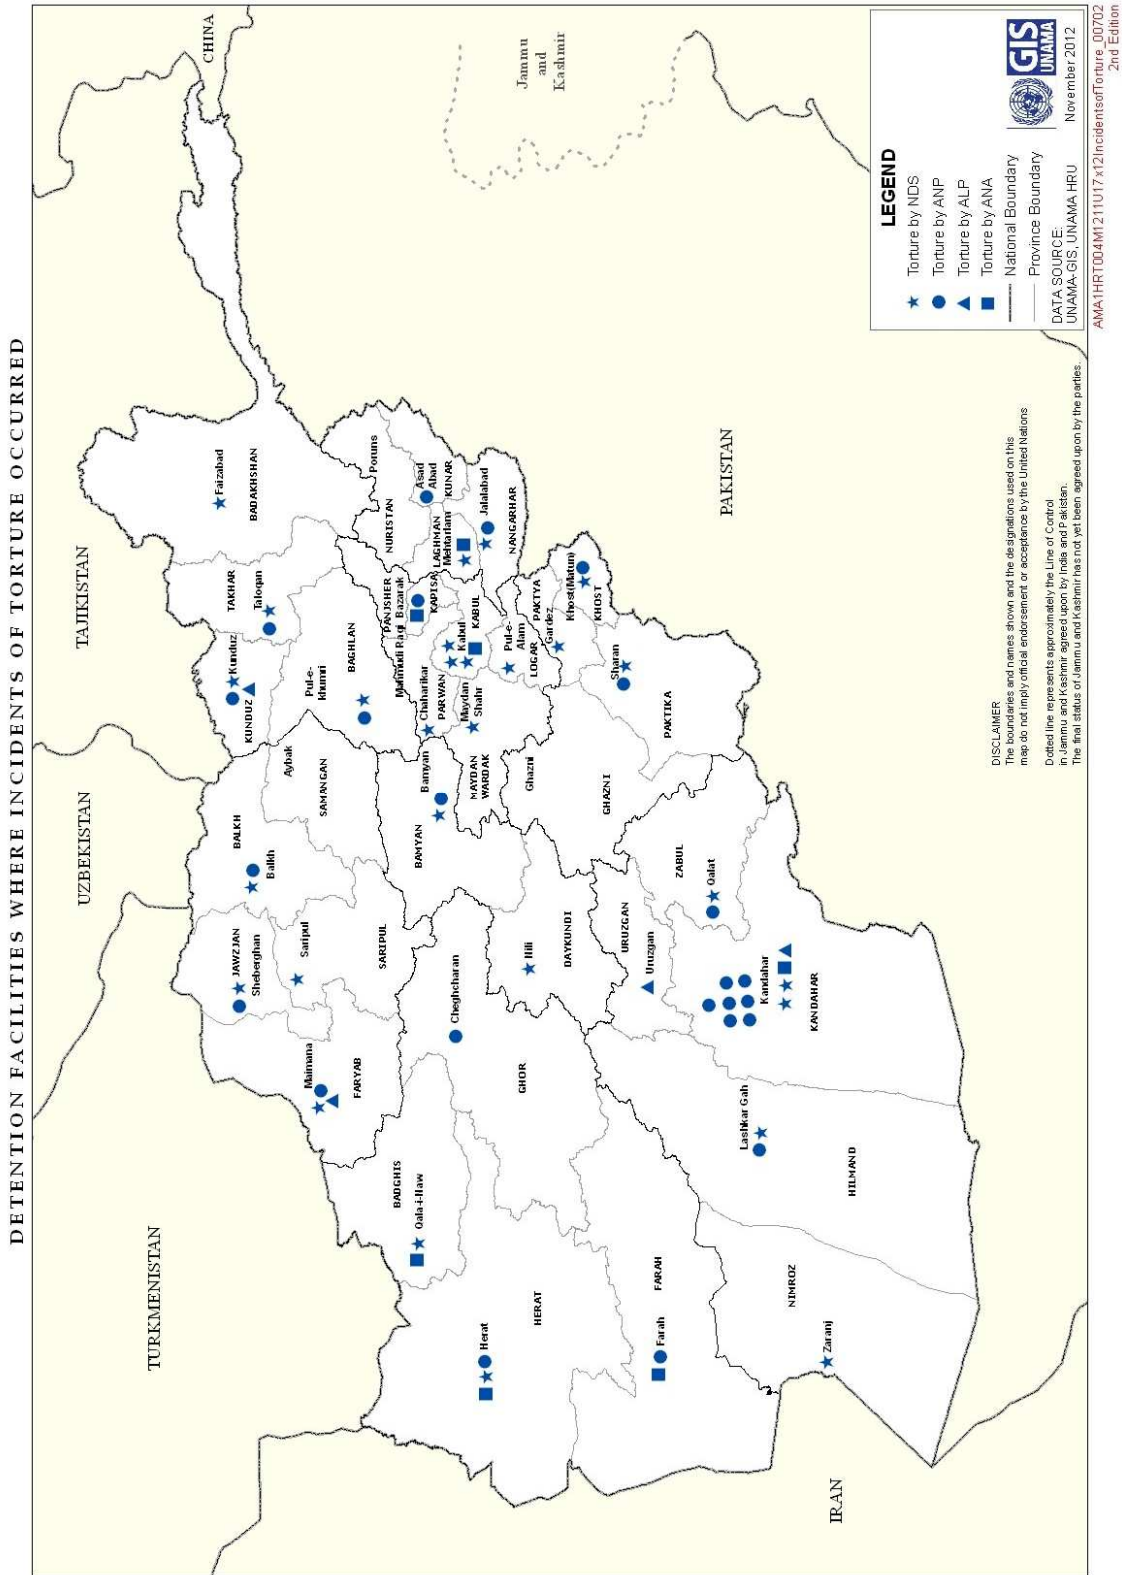 DETENTION FACILITIES WHERE INCIDENTS OF TORTURE OCCURRED
TURKMENISTAN
UZBEKISTAN
TAJIKISTAN
CHINA
Jammu
and
Kashmir
PAKISTAN
IRAN
Faizabad
BADAKHSHAN
TAKHAR
Taloqan
Kunduz
KUNDUZ
BALKH
Balkh
JAWZJAN
Sheberghan
Saripul
SARIPUL
Aybak
SAMANGAN
Pul-e-
khumri
BAGHLAN
Maimana
FARYAB
BADGHIS
Qala-i-Naw
Herat
HERAT
Cheghcharan
GHOR
Bamyan
BAMYAN
Chaharikar
PARWAN
PANJSHER
Bazarak
Mahmudi Raqi
KAPISA
NURISTAN
Poruns
Asad
Abad
KUNAR
LAGHMAN
Mehtarlam
Jalalabad
NANGARHAR
Kabul
KABUL
Maydan
Shahr
MAYDAN
WARDAK
Pul-e-
Alam
LOGAR
PAKTYA
Gardez
Khost(Matun)
KHOST
Ghazni
GHAZNI
Sharan
PAKTIKA
Nili
DAYKUNDI
URUZGAN
Uruzgan
ZABUL
Qalat
Kandahar
KANDAHAR
Lashkar Gah
HILMAND
Farah
FARAH
NIMROZ
Zaranj
DISCLAIMER
The boundaries and names shown and the designations used on this
map do not imply official endorsement or acceptance by the United Nations
Dotted line represents approximately the Line of Control
in Jammu and Kashmir agreed upon by India and Pakistan.
The final status of Jammu and Kashmir has not yet been agreed upon by the parties.
LEGEND
Torture by NDS
Torture by ANP
Torture by ALP
Torture by ANA
National Boundary
Province Boundary
DATA SOURCE:
UNAMA-GIS, UNAMA HRU
GIS
UNAMA
November 2012
AMA1HRT004M1211U17x12IncidentsofTorture_00702
2nd Edition